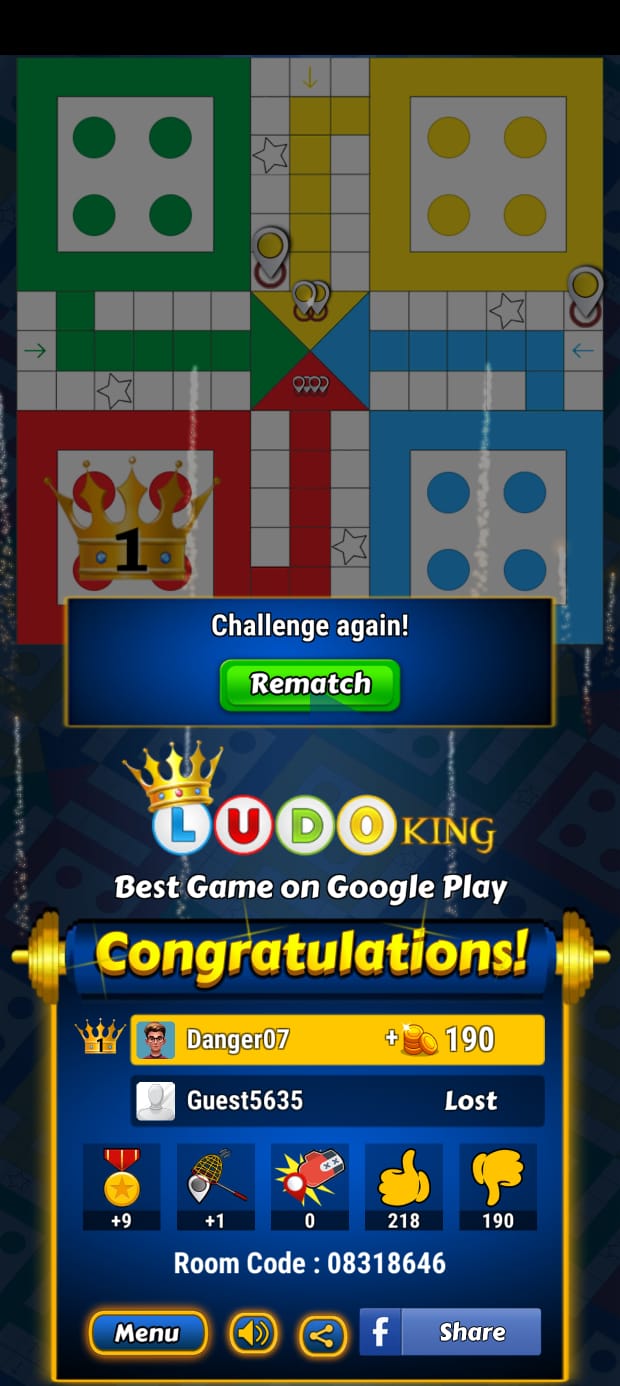 1
Challenge again!
Rematch
LUDO KING
Best Game on Google Play
Congratulations!
1 Danger07 + 190
Guest5635 Lost
+9 +1 0 218 190
Room Code : 08318646
Menu f Share